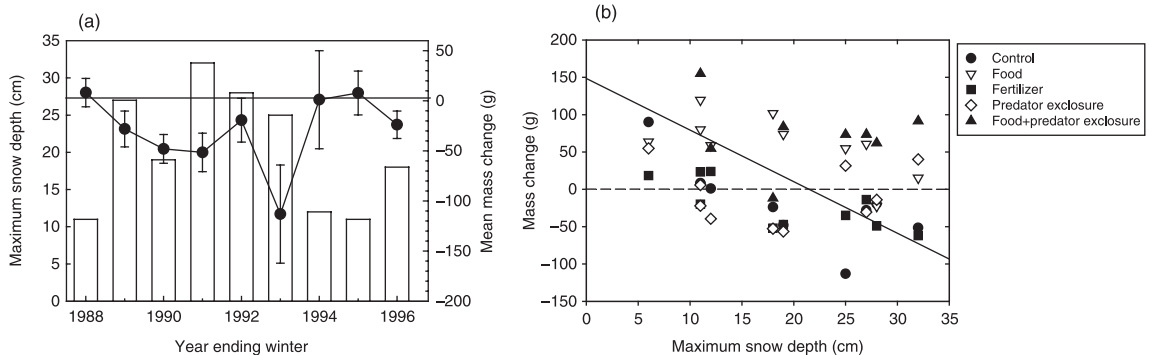 (a)
35
30
25
20
15
10
5
0
Maximum snow depth (cm)
50
0
−50
−100
−150
−200
Mean mass change (g)
1988
1990
1992
1994
1996
Year ending winter
(b)
200
150
100
50
0
−50
−100
−150
Mass change (g)
0
5
10
15
20
25
30
35
Maximum snow depth (cm)
Control
Food
Fertilizer
Predator exclosure
Food+predator exclosure